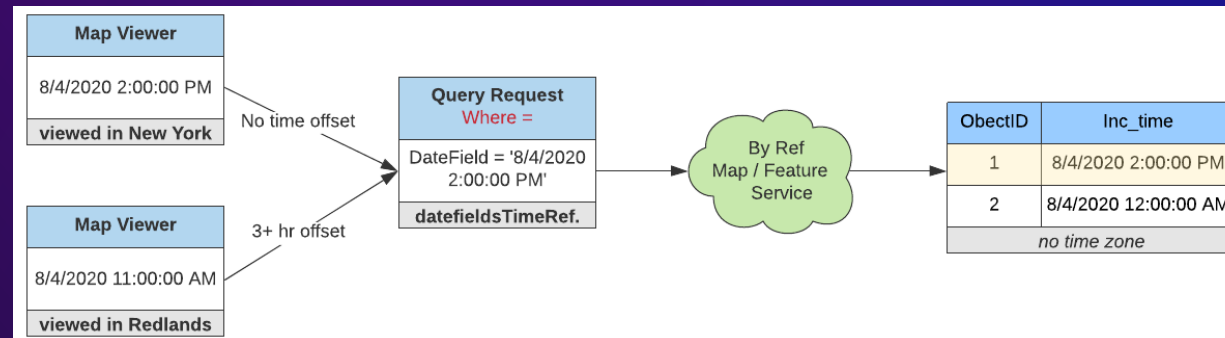 Map Viewer
8/4/2020 2:00:00 PM
viewed in New York
Map Viewer
8/4/2020 11:00:00 AM
viewed in Redlands
No time offset
3+ hr offset
Query Request
Where =
DateField = '8/4/2020
2:00:00 PM'
datefieldsTimeRef.
By Ref
Map / Feature
Service
ObectID Inc_time
1 8/4/2020 2:00:00 PM
2 8/4/2020 12:00:00 AM
no time zone